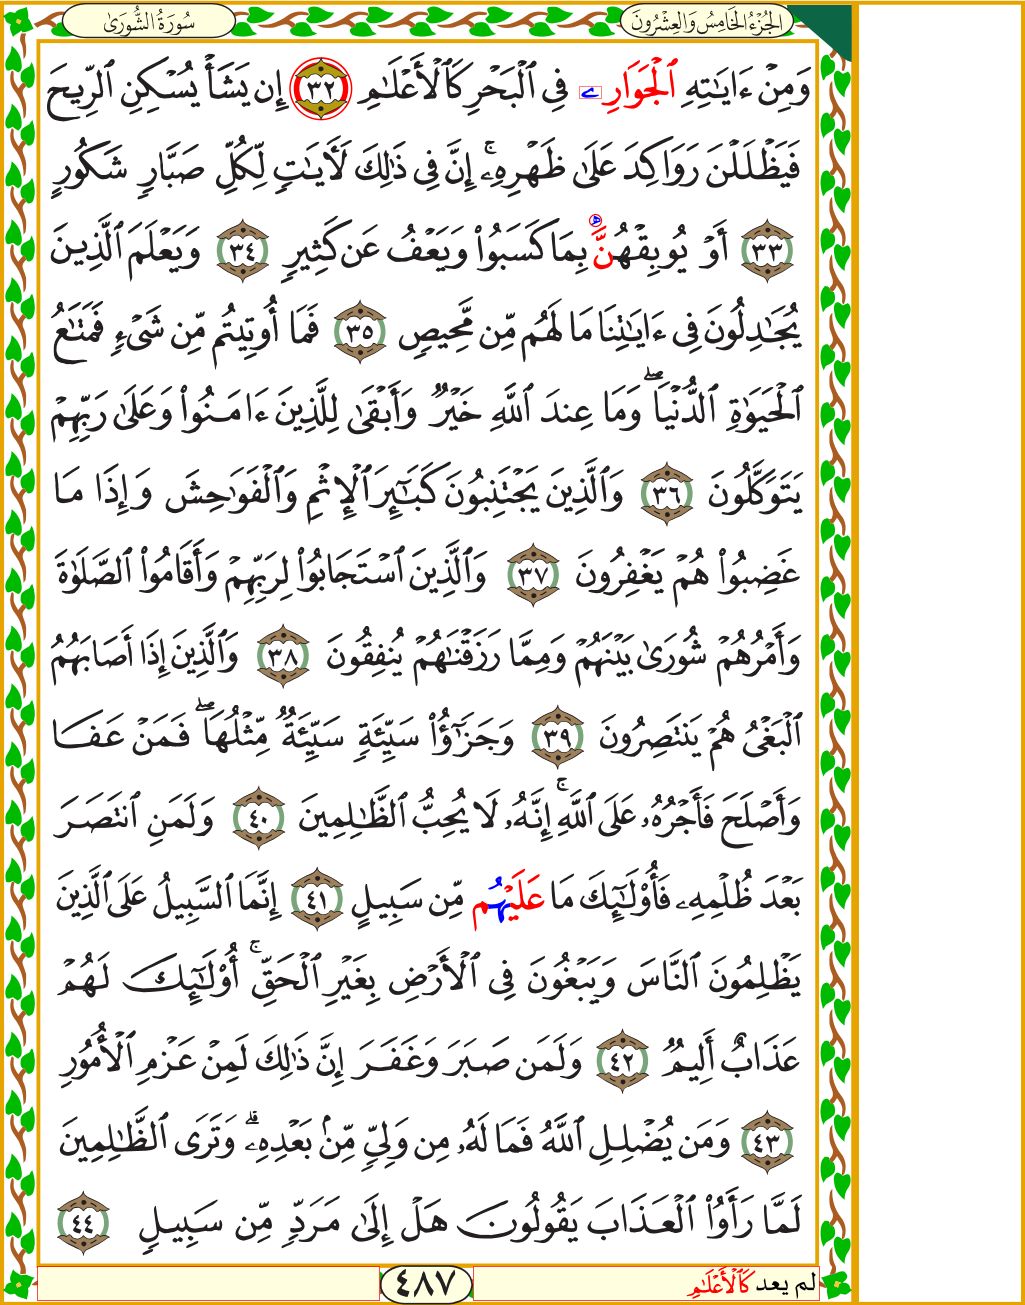 الجُزْءُ الخَامِسُ وَالعِشْرُونَ
سُورَةُ الشُّورَىٰ
وَمِنْ ءَايَـٰتِهِ ٱلْجَوَارِۦ فِى ٱلْبَحْرِ كَٱلْأَعْلَـٰمِ ٣٢ إِن يَشَأْ يُسْكِنِ ٱلرِّيحَ
فَيَظْلَلْنَ رَوَاكِدَ عَلَىٰ ظَهْرِهِۦٓ ۚ إِنَّ فِى ذَٰلِكَ لَـَٔايَـٰتٍ لِّكُلِّ صَبَّارٍ شَكُورٍ
٣٣ أَوْ يُوبِقْهُنَّ بِمَا كَسَبُوا۟ وَيَعْفُ عَن كَثِيرٍ ٣٤ وَيَعْلَمَ ٱلَّذِينَ
يُجَـٰدِلُونَ فِىٓ ءَايَـٰتِنَا مَا لَهُم مِّن مَّحِيصٍ ٣٥ فَمَآ أُوتِيتُم مِّن شَىْءٍ فَمَتَـٰعُ
ٱلْحَيَوٰةِ ٱلدُّنْيَا ۖ وَمَا عِندَ ٱللَّهِ خَيْرٌ وَأَبْقَىٰ لِلَّذِينَ ءَامَنُوا۟ وَعَلَىٰ رَبِّهِمْ
يَتَوَكَّلُونَ ٣٦ وَٱلَّذِينَ يَجْتَنِبُونَ كَبَـٰٓئِرَ ٱلْإِثْمِ وَٱلْفَوَٰحِشَ وَإِذَا مَا
غَضِبُوا۟ هُمْ يَغْفِرُونَ ٣٧ وَٱلَّذِينَ ٱسْتَجَابُوا۟ لِرَبِّهِمْ وَأَقَامُوا۟ ٱلصَّلَوٰةَ
وَأَمْرُهُمْ شُورَىٰ بَيْنَهُمْ وَمِمَّا رَزَقْنَـٰهُمْ يُنفِقُونَ ٣٨ وَٱلَّذِينَ إِذَآ أَصَابَهُمُ
ٱلْبَغْىُ هُمْ يَنتَصِرُونَ ٣٩ وَجَزَٰٓؤُا۟ سَيِّئَةٍ سَيِّئَةٌ مِّثْلُهَا ۖ فَمَنْ عَفَا
وَأَصْلَحَ فَأَجْرُهُۥ عَلَى ٱللَّهِ ۚ إِنَّهُۥ لَا يُحِبُّ ٱلظَّـٰلِمِينَ ٤٠ وَلَمَنِ ٱنتَصَرَ
بَعْدَ ظُلْمِهِۦ فَأُو۟لَـٰٓئِكَ مَا عَلَيْهُم مِّن سَبِيلٍ ٤١ إِنَّمَا ٱلسَّبِيلُ عَلَى ٱلَّذِينَ
يَظْلِمُونَ ٱلنَّاسَ وَيَبْغُونَ فِى ٱلْأَرْضِ بِغَيْرِ ٱلْحَقِّ ۚ أُو۟لَـٰٓئِكَ لَهُمْ
عَذَابٌ أَلِيمٌ ٤٢ وَلَمَن صَبَرَ وَغَفَرَ إِنَّ ذَٰلِكَ لَمِنْ عَزْمِ ٱلْأُمُورِ
٤٣ وَمَن يُضْلِلِ ٱللَّهُ فَمَا لَهُۥ مِن وَلِىٍّ مِّنۢ بَعْدِهِۦ ۗ وَتَرَى ٱلظَّـٰلِمِينَ
لَمَّا رَأَوُا۟ ٱلْعَذَابَ يَقُولُونَ هَلْ إِلَىٰ مَرَدٍّ مِّن سَبِيلٍ ٤٤
لم يعد كَٱلْأَعْلَـٰمِ
٤٨٧